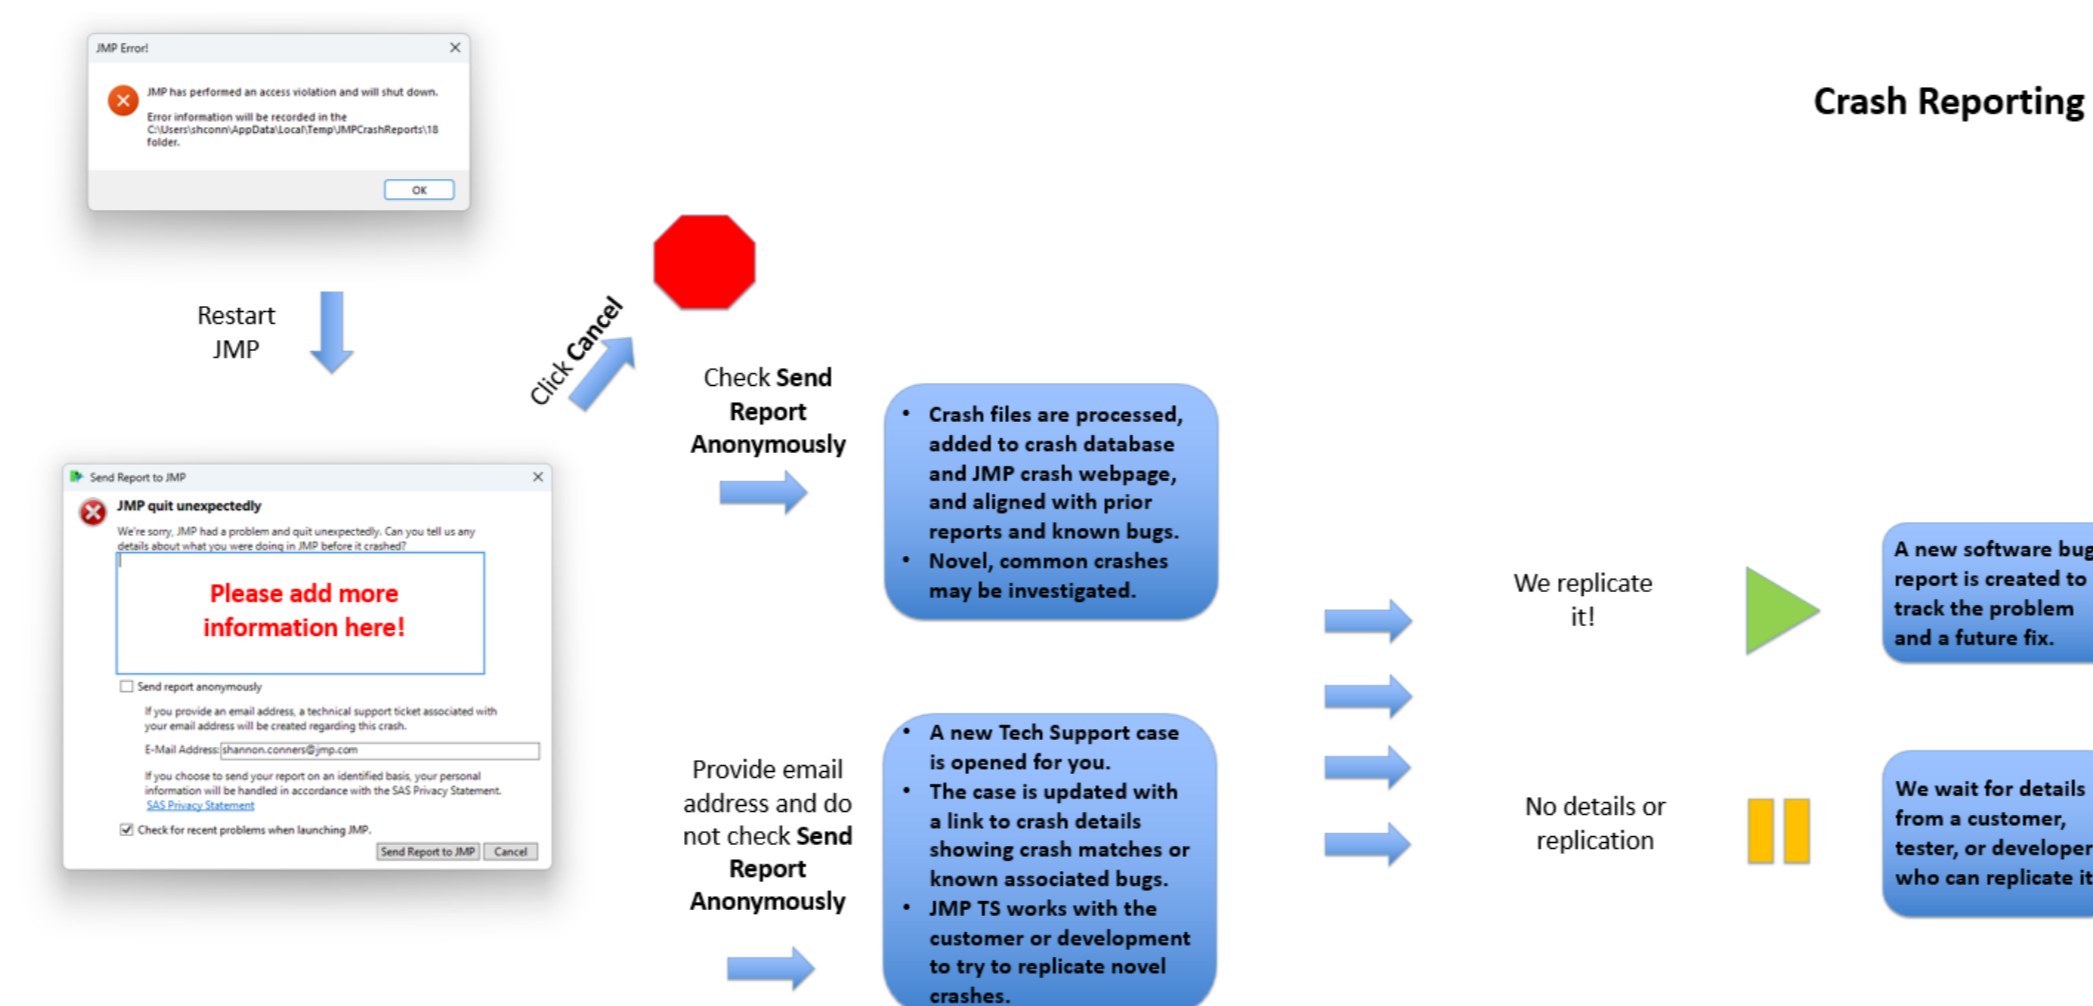 JMP Error!
JMP has performed an access violation and will shut down.
Error information will be recorded in the
C:\Users\shconn\AppData\Local\Temp\JMPCrashReports\18
folder.
OK
Crash Reporting
Restart
JMP
Click Cancel
Send Report to JMP
JMP quit unexpectedly
We're sorry, JMP had a problem and quit unexpectedly. Can you tell us any
details about what you were doing in JMP before it crashed?
Please add more
information here!
Send report anonymously
If you provide an email address, a technical support ticket associated with
your email address will be created regarding this crash.
E-Mail Address: shannon.conners@jmp.com
If you choose to send your report on an identified basis, your personal
information will be handled in accordance with the SAS Privacy Statement.
SAS Privacy Statement
Check for recent problems when launching JMP.
Send Report to JMP Cancel
Check Send
Report
Anonymously
• Crash files are processed,
added to crash database
and JMP crash webpage,
and aligned with prior
reports and known bugs.
• Novel, common crashes
may be investigated.
Provide email
address and do
not check Send
Report
Anonymously
• A new Tech Support case
is opened for you.
• The case is updated with
a link to crash details
showing crash matches or
known associated bugs.
• JMP TS works with the
customer or development
to try to replicate novel
crashes.
We replicate
it!
A new software bug
report is created to
track the problem
and a future fix.
No details or
replication
We wait for details
from a customer,
tester, or developer
who can replicate it